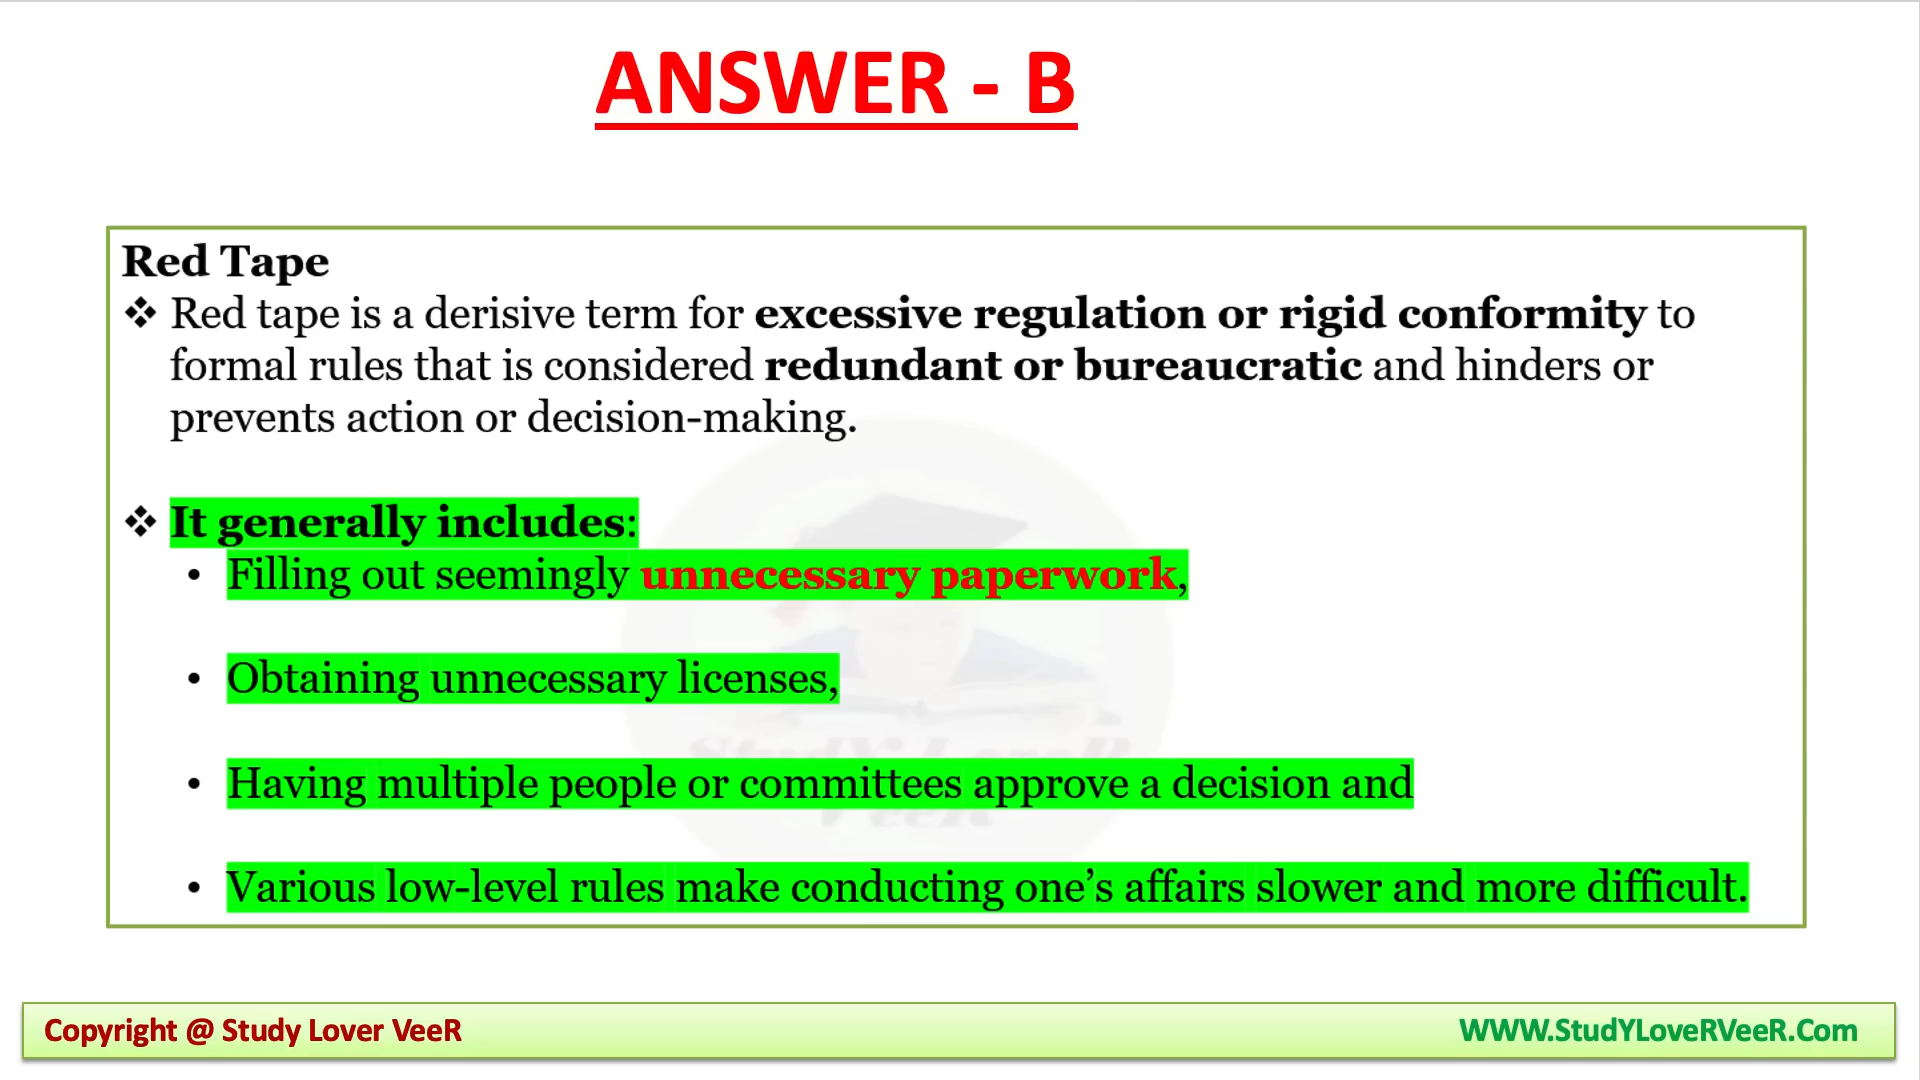 ANSWER - B
Red Tape
❖ Red tape is a derisive term for excessive regulation or rigid conformity to
formal rules that is considered redundant or bureaucratic and hinders or
prevents action or decision-making.
❖ It generally includes:
• Filling out seemingly unnecessary paperwork,
• Obtaining unnecessary licenses,
• Having multiple people or committees approve a decision and
• Various low-level rules make conducting one’s affairs slower and more difficult.
StudY LoveR
VeeR
Copyright @ Study Lover VeeR
WWW.StudYLoveRVeeR.Com